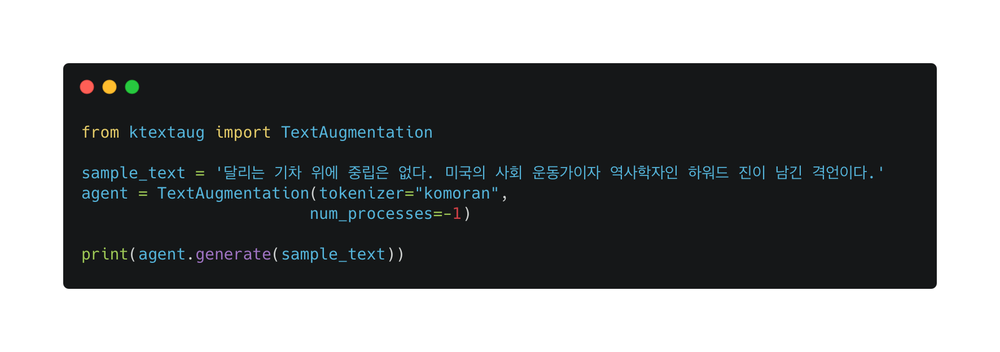 from ktextaug import TextAugmentation
sample_text = '달리는 기차 위에 중립은 없다. 미국의 사회 운동가이자 역사학자인 하워드 진이 남긴 격언이다.'
agent = TextAugmentation(tokenizer="komoran",
num_processes=-1)
print(agent.generate(sample_text))